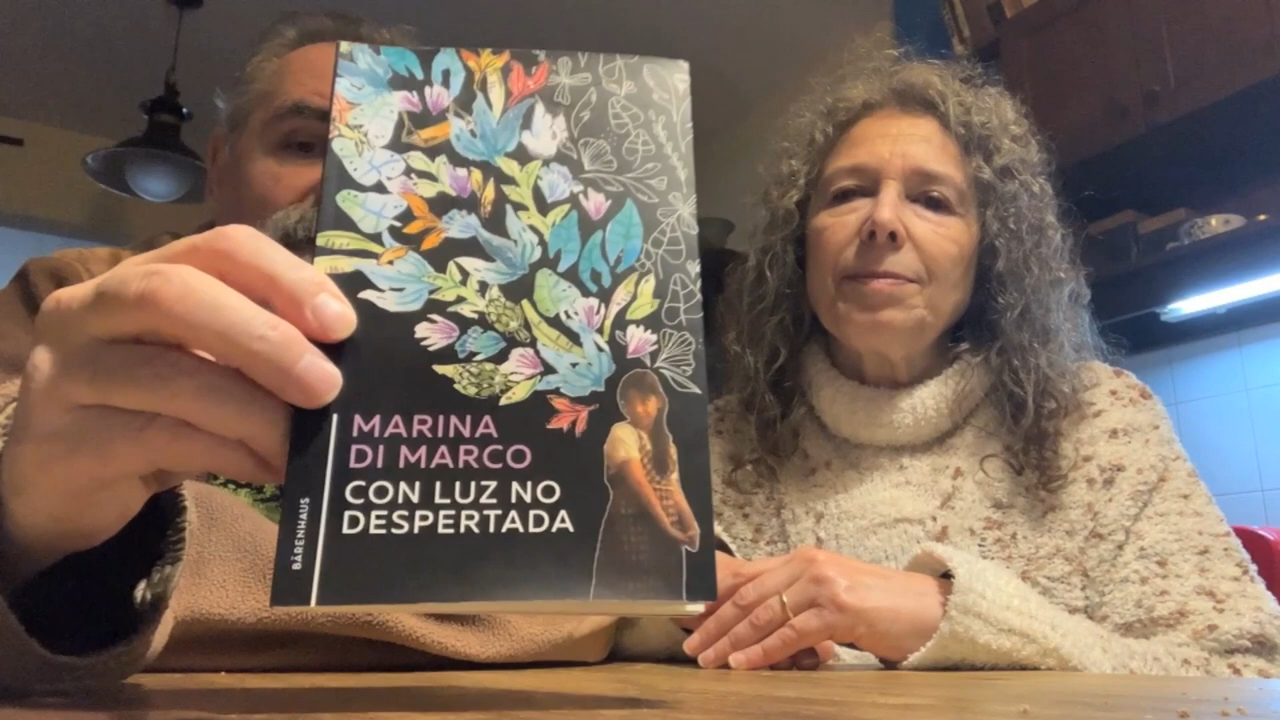 MARINA
DI MARCO
CON LUZ NO
DESPERTADA
BÄRENHAUS